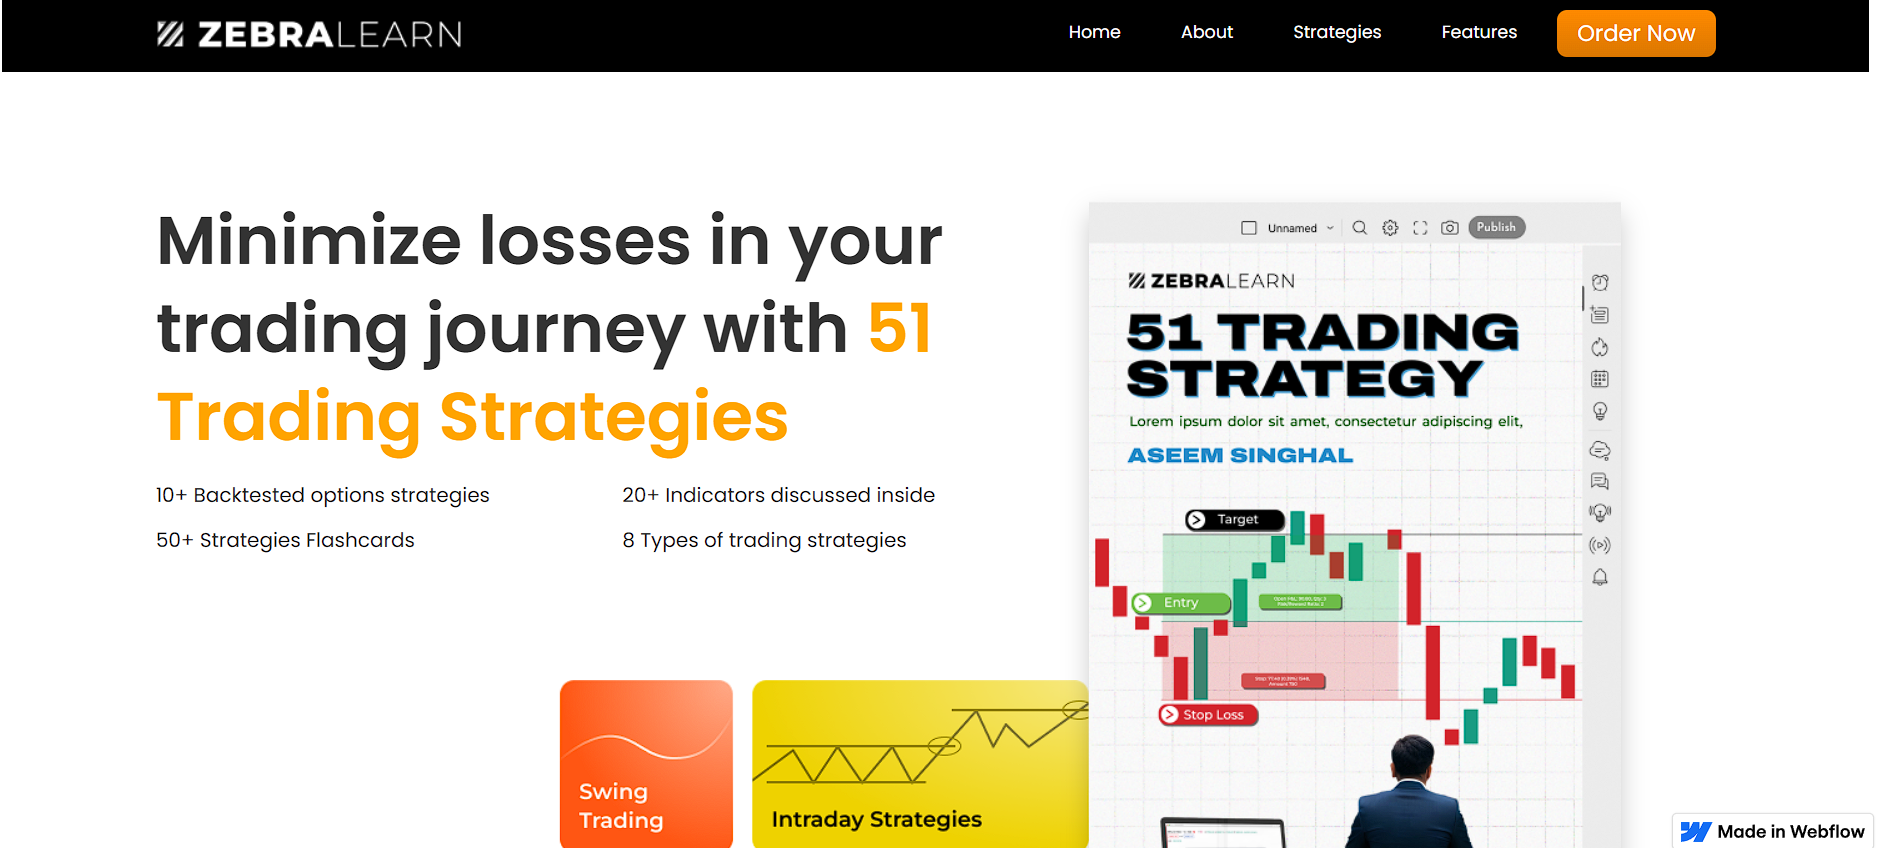 ZEBRALEARN
Home
About
Strategies
Features
Order Now
Minimize losses in your
trading journey with 51
Trading Strategies
10+ Backtested options strategies
20+ Indicators discussed inside
50+ Strategies Flashcards
8 Types of trading strategies
Swing
Trading
Intraday Strategies
Unnamed
Publish
ZEBRALEARN
51 TRADING
STRATEGY
Lorem ipsum dolor sit amet, consectetur adipiscing elit,
ASEEM SINGHAL
Target
Entry
Stop Loss
Made in Webflow